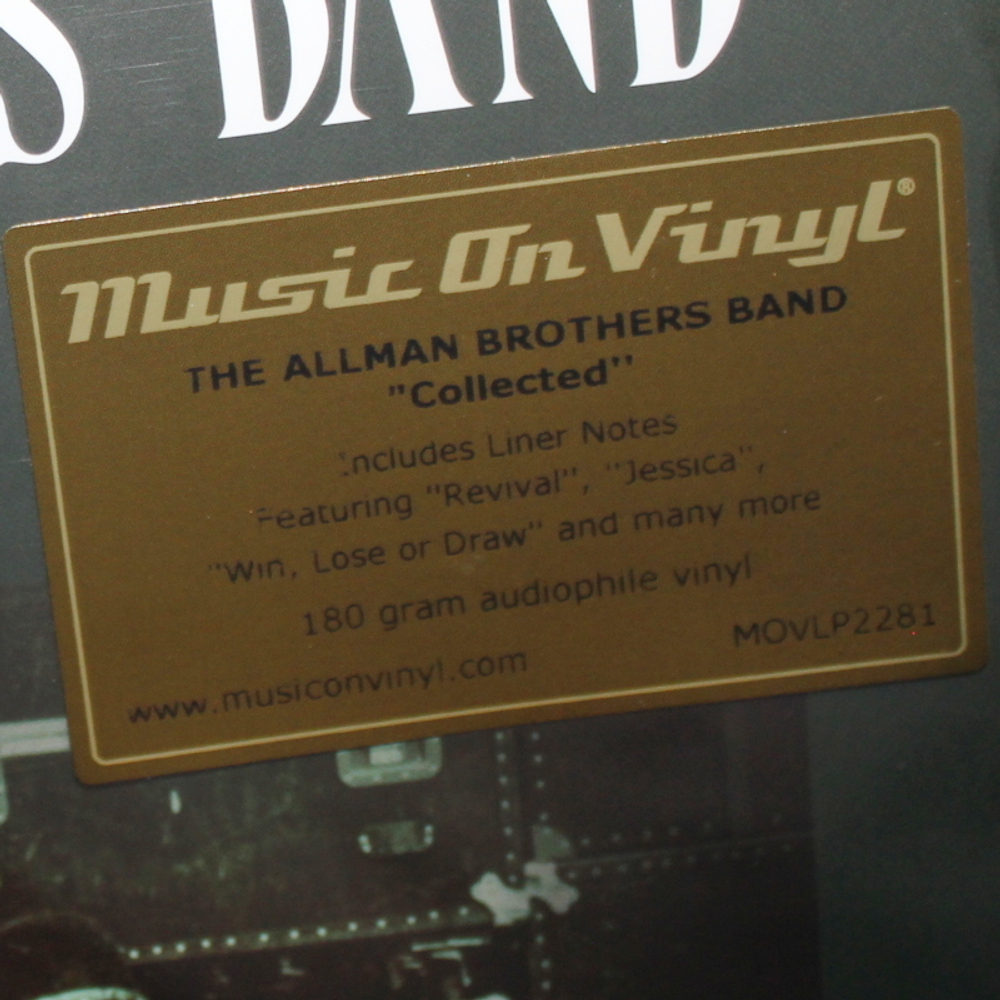 S BAND
Music On Vinyl®
THE ALLMAN BROTHERS BAND
"Collected"
Includes Liner Notes
Featuring "Revival", "Jessica",
"Win, Lose or Draw" and many more
180 gram audiophile vinyl
www.musiconvinyl.com
MOVLP2281